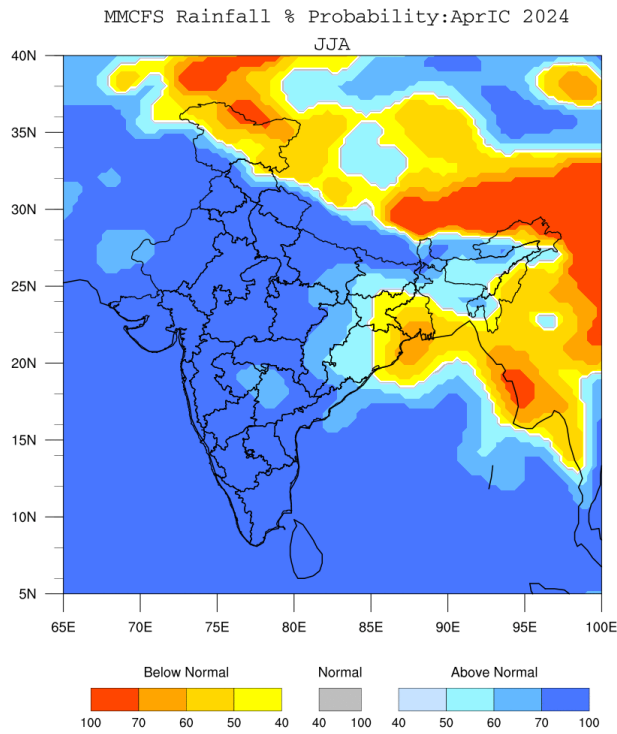 MMCFS Rainfall % Probability:AprIC 2024
JJA
40N
35N
30N
25N
20N
15N
10N
5N
65E 70E 75E 80E 85E 90E 95E 100E
Below Normal Normal Above Normal
100 70 60 50 40 40 100 40 50 60 70 100